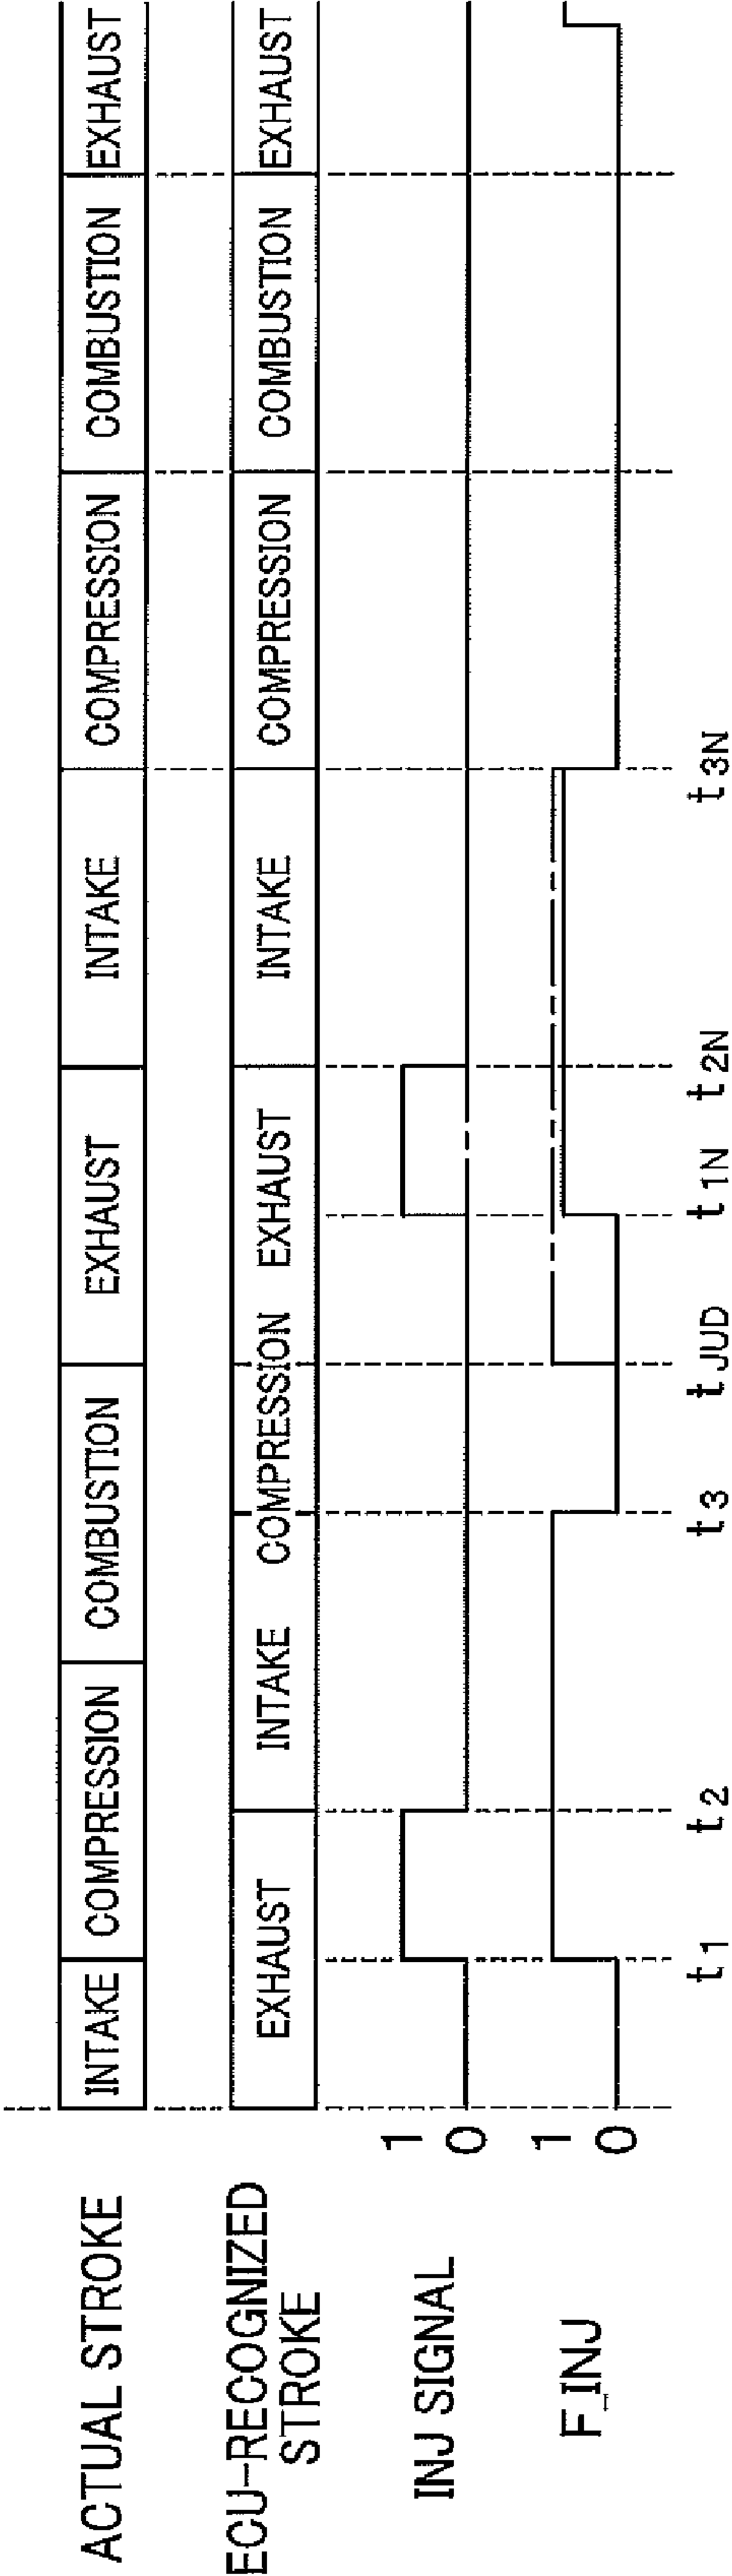 ACTUAL STROKE
INTAKE COMPRESSION COMBUSTION EXHAUST INTAKE COMPRESSION COMBUSTION EXHAUST
ECU-RECOGNIZED
STROKE
EXHAUST INTAKE COMPRESSION EXHAUST INTAKE COMPRESSION COMBUSTION EXHAUST
INJ SIGNAL
1
0
F_INJ
1
0
t1 t2 t3 tJUD t1N t2N t3N